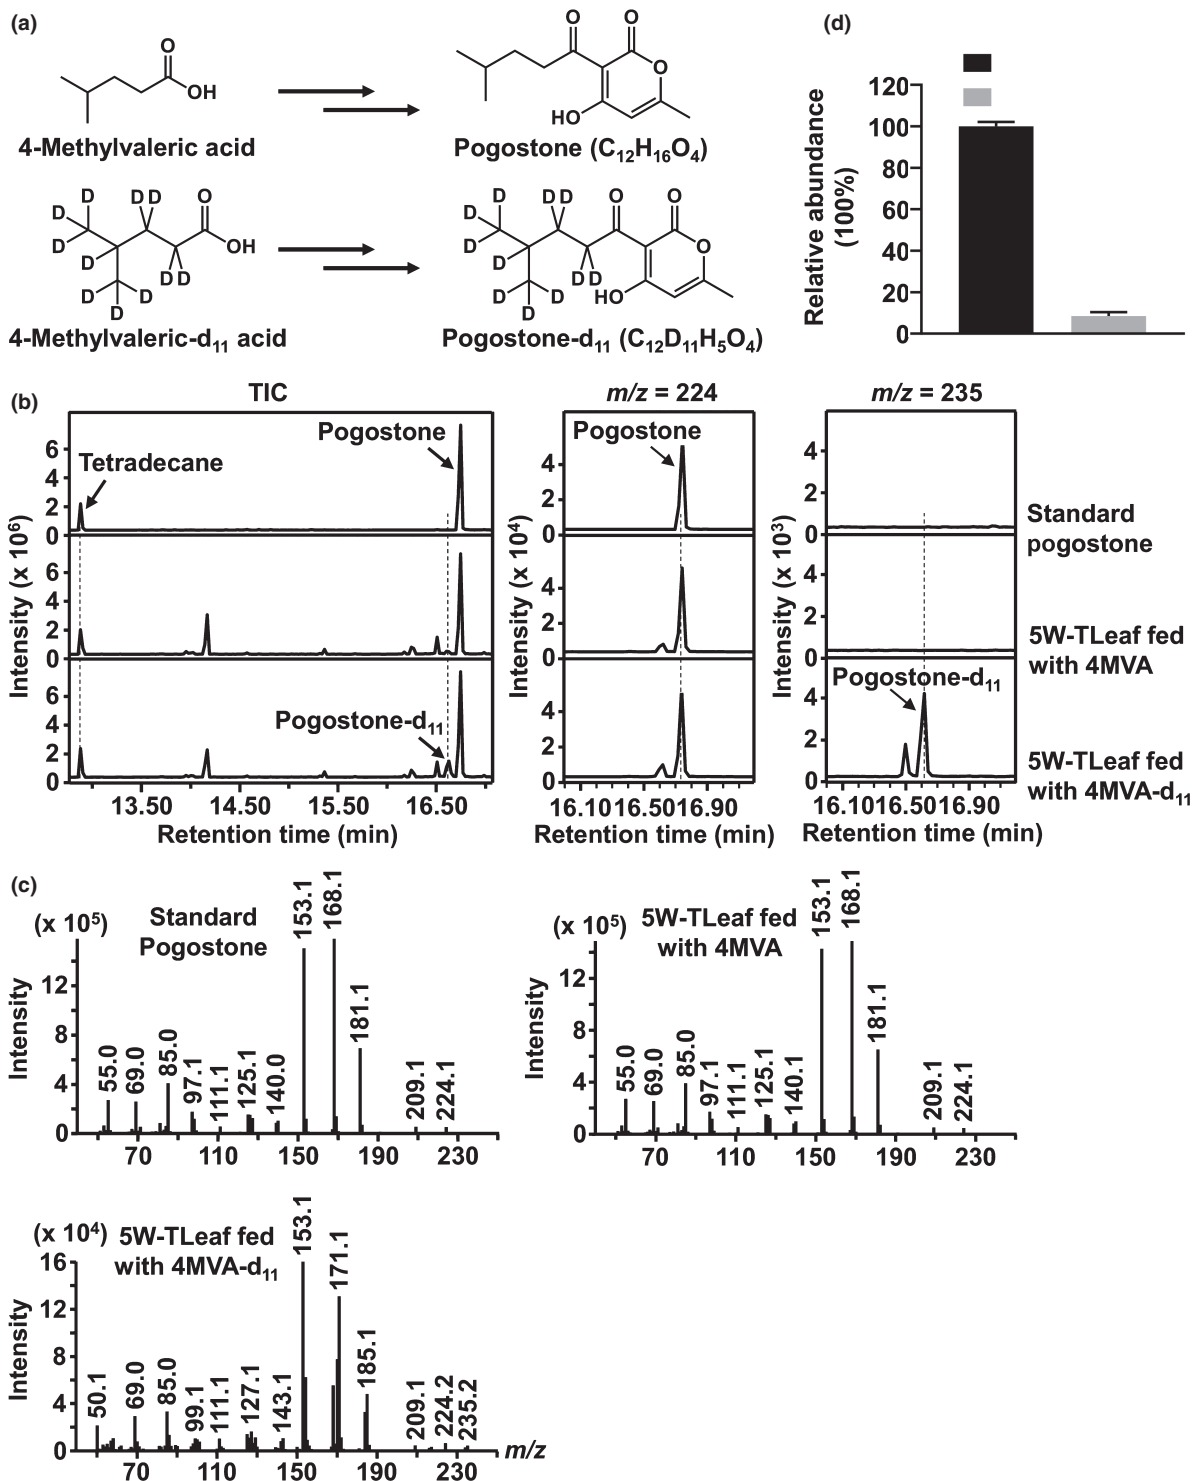 (a)
O
OH
4-Methylvaleric acid
O O
O
HO
Pogostone (C₁₂H₁₆O₄)
D D D O
D
D OH
D
D D
D D
D
4-Methylvaleric-d₁₁ acid
D D D O O
D
D O
D
D D
D D HO
D
Pogostone-d₁₁ (C₁₂D₁₁H₅O₄)
(d)
Relative abundance
(100%)
120
100
80
60
40
20
0
(b)
TIC
m/z = 224
m/z = 235
Intensity (x 10⁶)
6
4
2
0
6
4
2
0
6
4
2
0
Tetradecane
Pogostone
Pogostone-d₁₁
13.50 14.50 15.50 16.50
Retention time (min)
Intensity (x 10⁴)
4
2
0
4
2
0
4
2
0
Pogostone
16.10 16.50 16.90
Retention time (min)
Intensity (x 10³)
4
2
0
4
2
0
4
2
0
Pogostone-d₁₁
16.10 16.50 16.90
Retention time (min)
Standard
pogostone
5W-TLeaf fed
with 4MVA
5W-TLeaf fed
with 4MVA-d₁₁
(c)
(x 10⁵)
Standard
Pogostone
Intensity
12
8
4
0
55.0 69.0 85.0 97.1 111.1 125.1 140.0 153.1 168.1 181.1 209.1 224.1
70 110 150 190 230
(x 10⁵)
5W-TLeaf fed
with 4MVA
Intensity
12
8
4
0
55.0 69.0 85.0 97.1 111.1 125.1 140.1 153.1 168.1 181.1 209.1 224.1
70 110 150 190 230
(x 10⁴)
5W-TLeaf fed
with 4MVA-d₁₁
Intensity
16
12
8
4
0
50.1 69.0 85.0 99.1 111.1 127.1 143.1 153.1 171.1 185.1 209.1 224.2 235.2
70 110 150 190 230
m/z